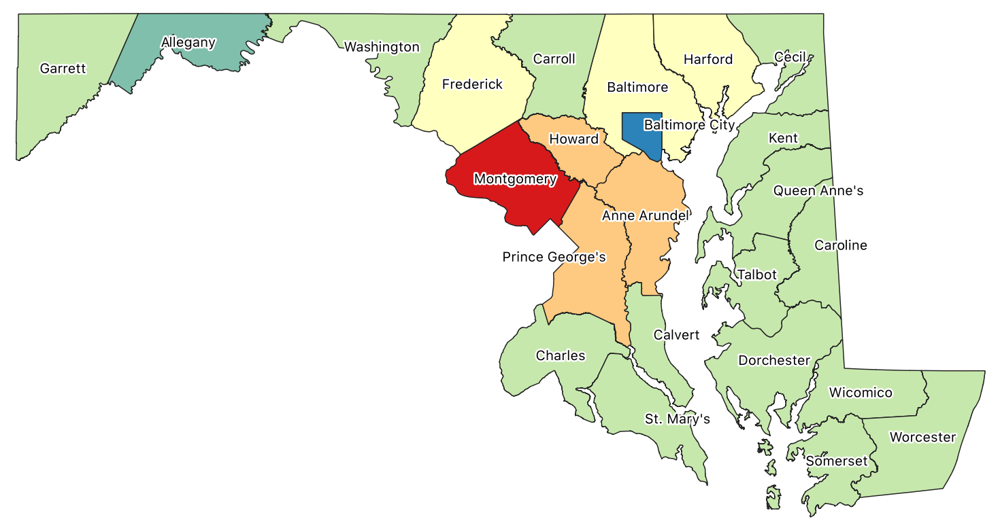 Allegany
Washington
Garrett
Carroll
Harford
Cecil
Frederick
Baltimore
Baltimore City
Howard
Kent
Montgomery
Queen Anne's
Anne Arundel
Caroline
Prince George's
Talbot
Calvert
Charles
Dorchester
Wicomico
St. Mary's
Worcester
Somerset